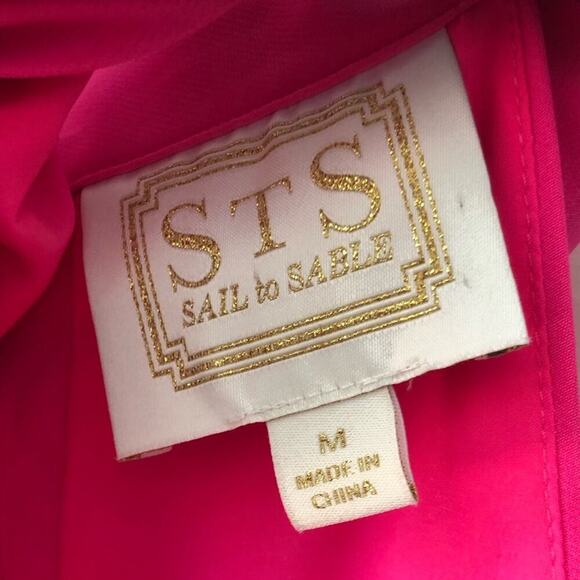 STS
SAIL to SABLE
M
MADE IN
CHINA